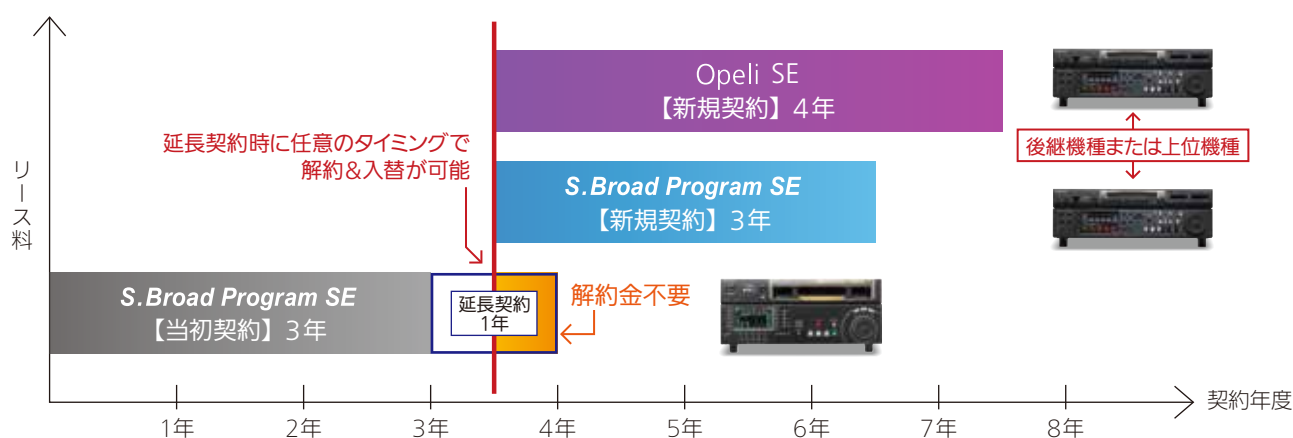 Opeli SE
【新規契約】4年
延長契約時に任意のタイミングで
解約&入替が可能
後継機種または上位機種
リース料
S.Broad Program SE
【新規契約】3年
S.Broad Program SE
【当初契約】3年
延長契約
1年
解約金不要
1年
2年
3年
4年
5年
6年
7年
8年
契約年度